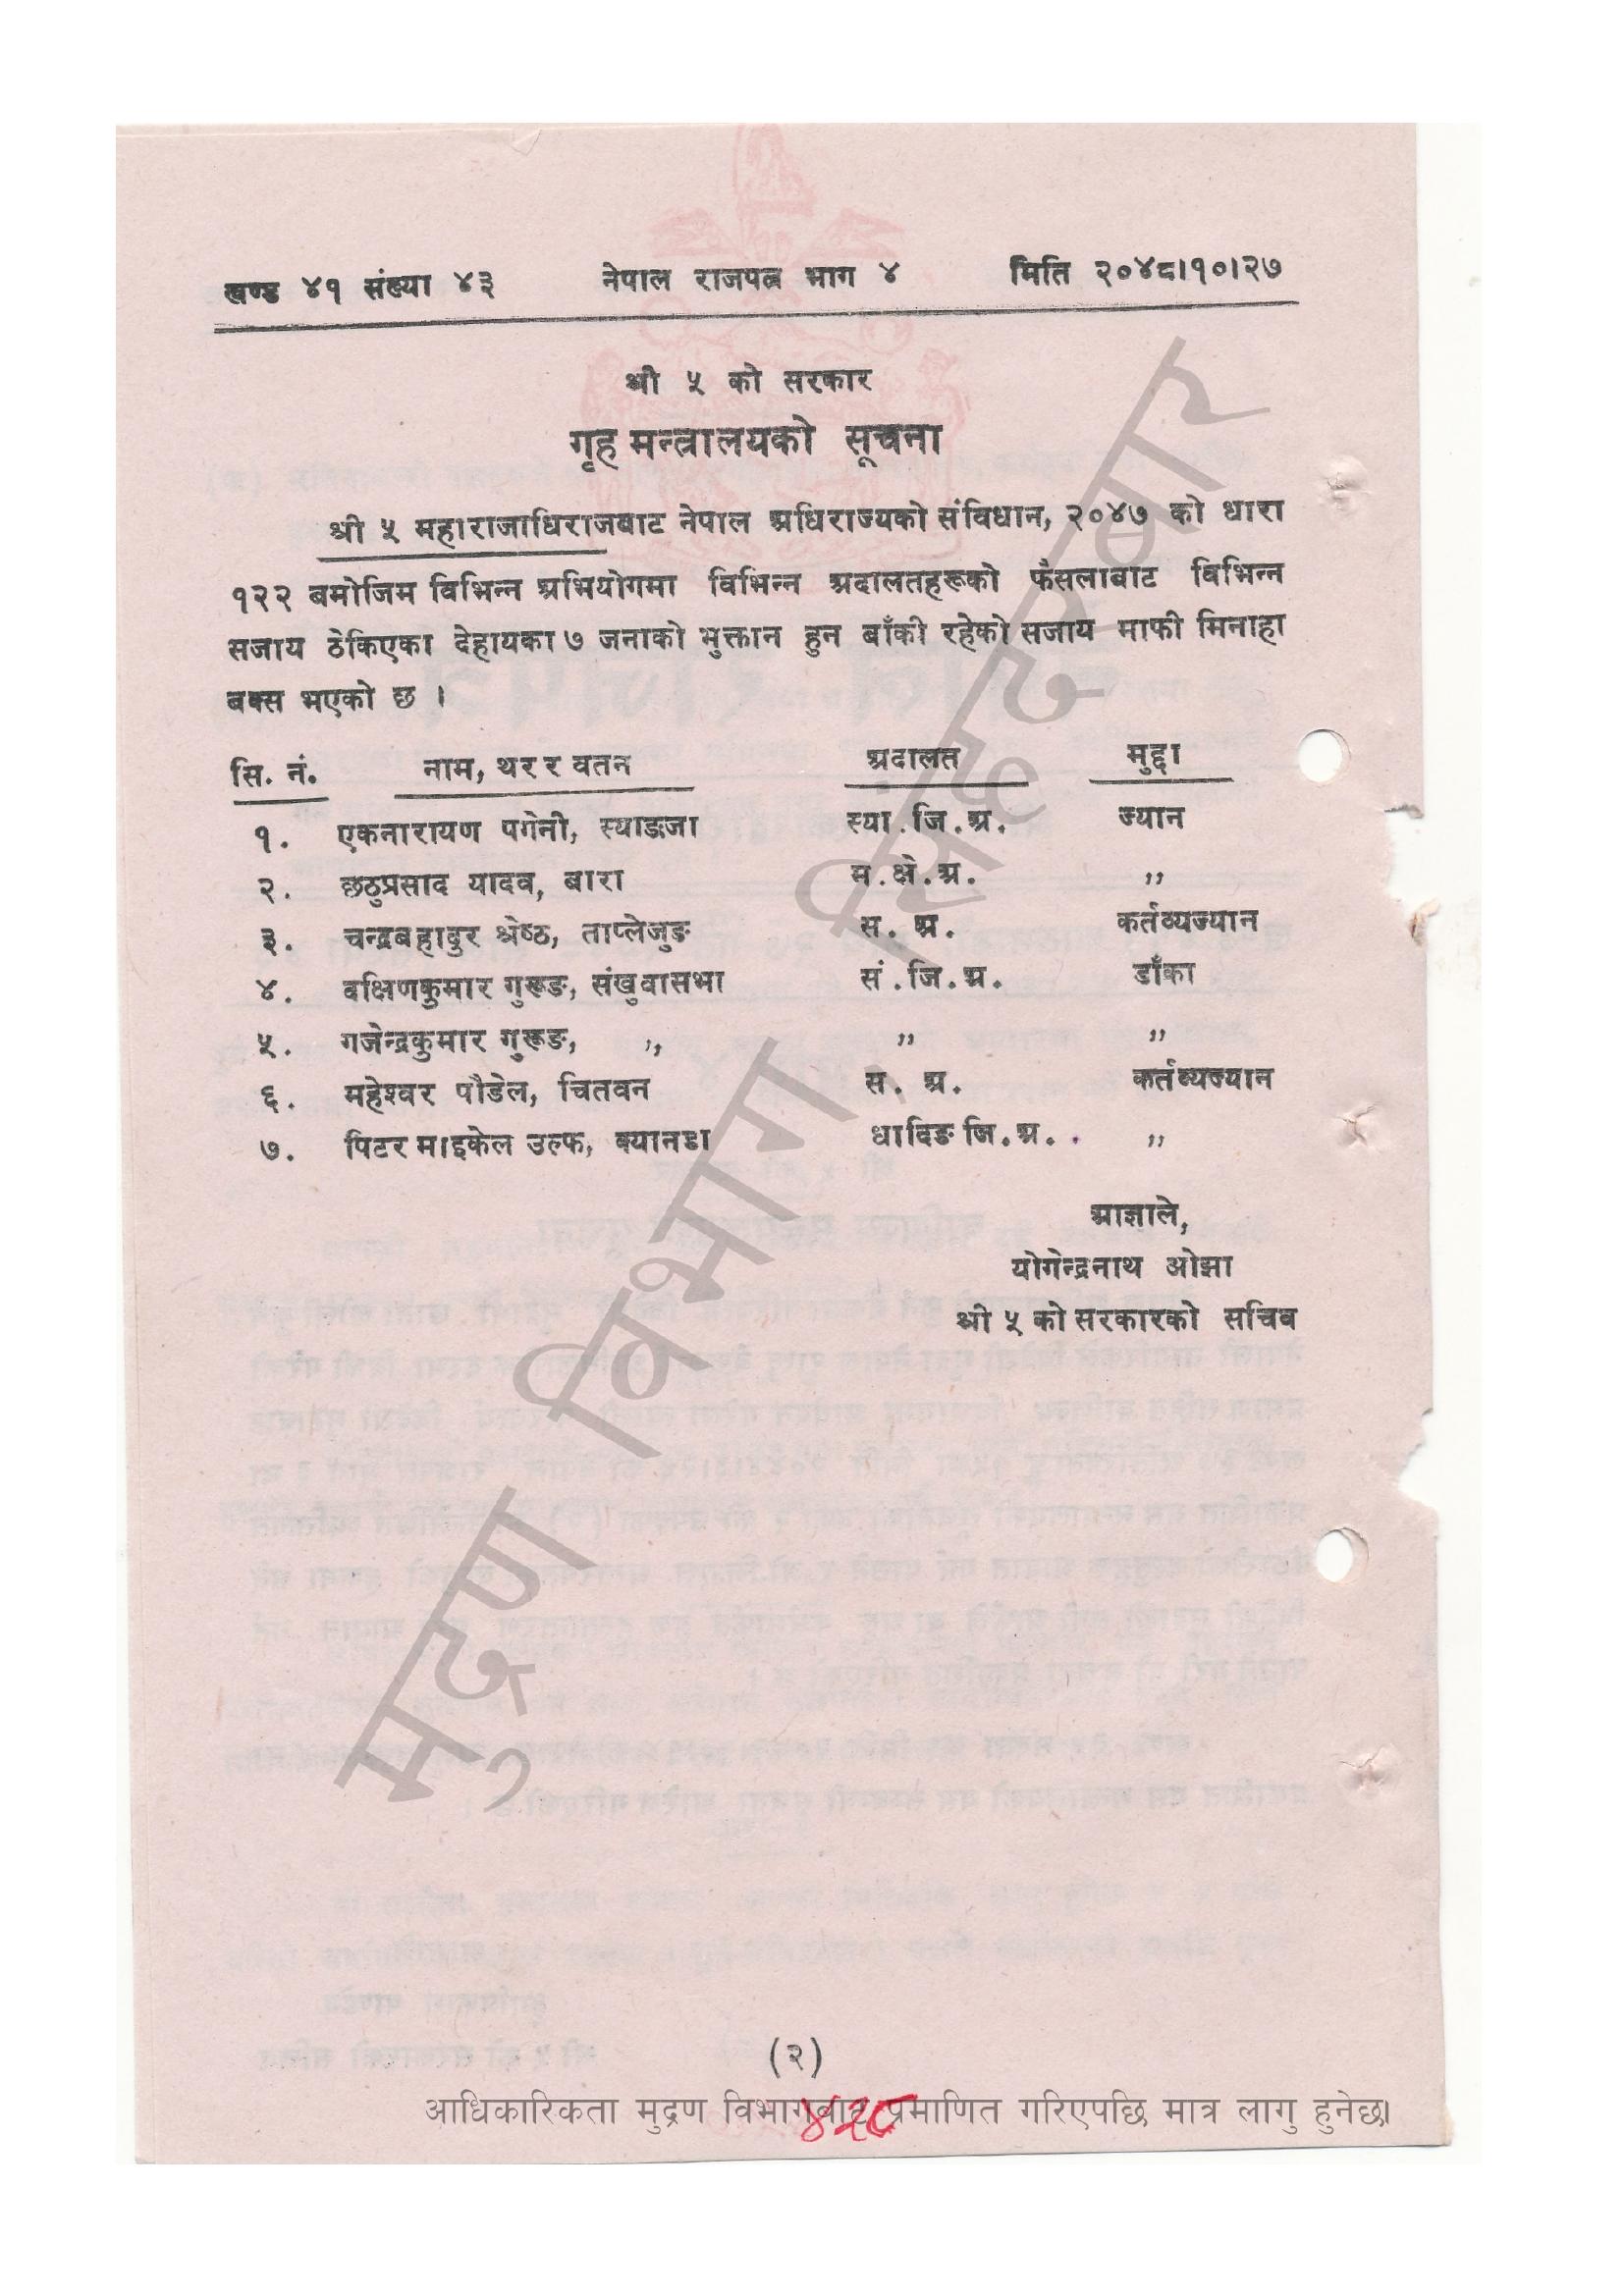 खण्ड ४१ संख्या ४३ नेपाल राजपत्र भाग ४ मिति २०४८।१०।२७
श्री ५ को सरकार
गृह मन्त्रालयको सूचना
श्री ५ महाराजाधिराजबाट नेपाल अधिराज्यको संविधान, २०४७ को धारा
१२२ बमोजिम विभिन्न अभियोगमा विभिन्न अदालतहरूको फैसलाबाट विभिन्न
सजाय ठेकिएका देहायका ७ जनाको भुक्तान हुन बाँकी रहेको सजाय माफी मिनाहा
बक्स भएको छ ।
सि. नं. नाम, थर र वतन अदालत मुद्दा
१. एकनारायण पगेनी, स्याङजा स्या.जि.अ. ज्यान
२. छठुप्रसाद यादव, बारा म.क्षे.अ. ,,
३. चन्द्रबहादुर श्रेष्ठ, ताप्लेजुङ स. अ. कर्तव्यज्यान
४. दक्षिणकुमार गुरूङ, संखुवासभा सं.जि.अ. डाँका
५. गजेन्द्रकुमार गुरूङ, ,, ,, ,,
६. महेश्वर पौडेल, चितवन स. अ. कर्तव्यज्यान
७. पिटर माइकेल उल्फ, क्यानडा धादिङ जि.अ. ,,
आज्ञाले,
योगेन्द्रनाथ ओझा
श्री ५ को सरकारको सचिव
मुद्रण विभाग, सिंहदरबार
(२)
आधिकारिकता मुद्रण विभागबाट प्रमाणित गरिएपछि मात्र लागु हुनेछ।
४२८